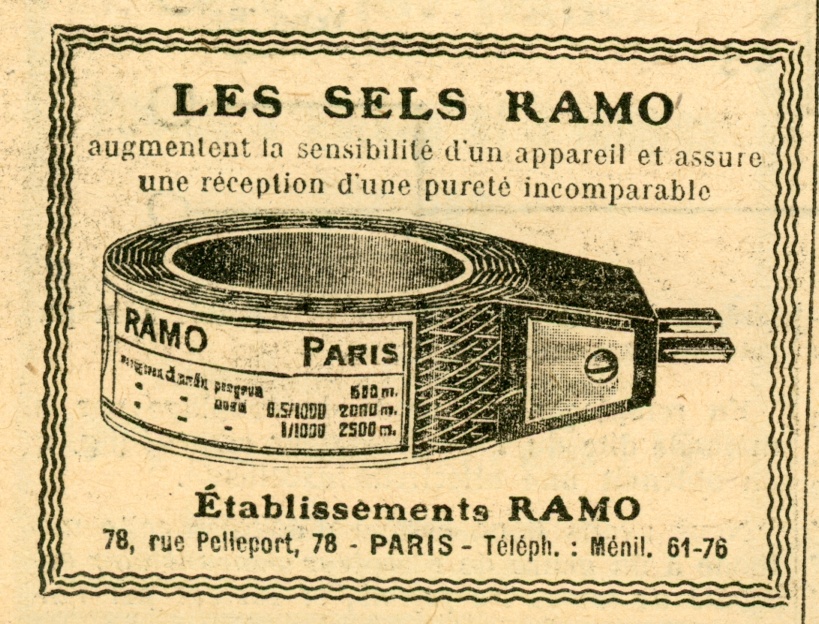 LES SELS RAMO
augmentent la sensibilité d'un appareil et assure
une réception d'une pureté incomparable
RAMO PARIS
600 m.
0.5/1000 2000 m.
1/1000 2500 m.
Établissements RAMO
78, rue Pelleport, 78 - PARIS - Téléph. : Ménil. 61-76